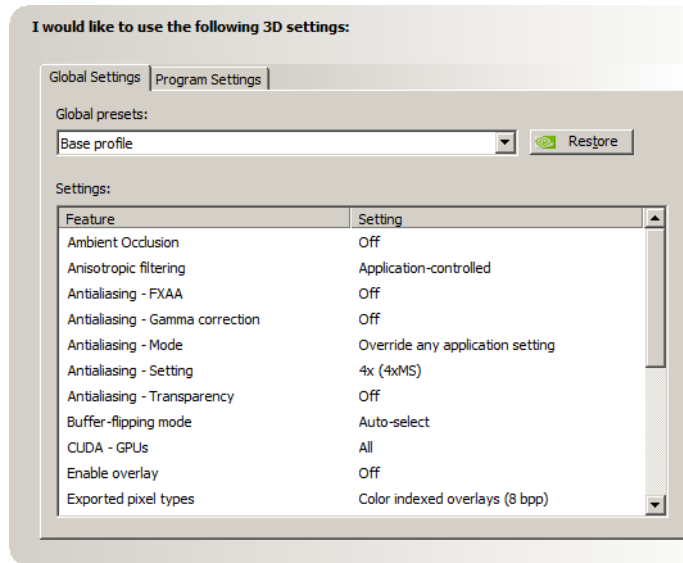 I would like to use the following 3D settings:
Global Settings Program Settings
Global presets:
Base profile Restore
Settings:
Feature Setting
Ambient Occlusion Off
Anisotropic filtering Application-controlled
Antialiasing - FXAA Off
Antialiasing - Gamma correction Off
Antialiasing - Mode Override any application setting
Antialiasing - Setting 4x (4xMS)
Antialiasing - Transparency Off
Buffer-flipping mode Auto-select
CUDA - GPUs All
Enable overlay Off
Exported pixel types Color indexed overlays (8 bpp)